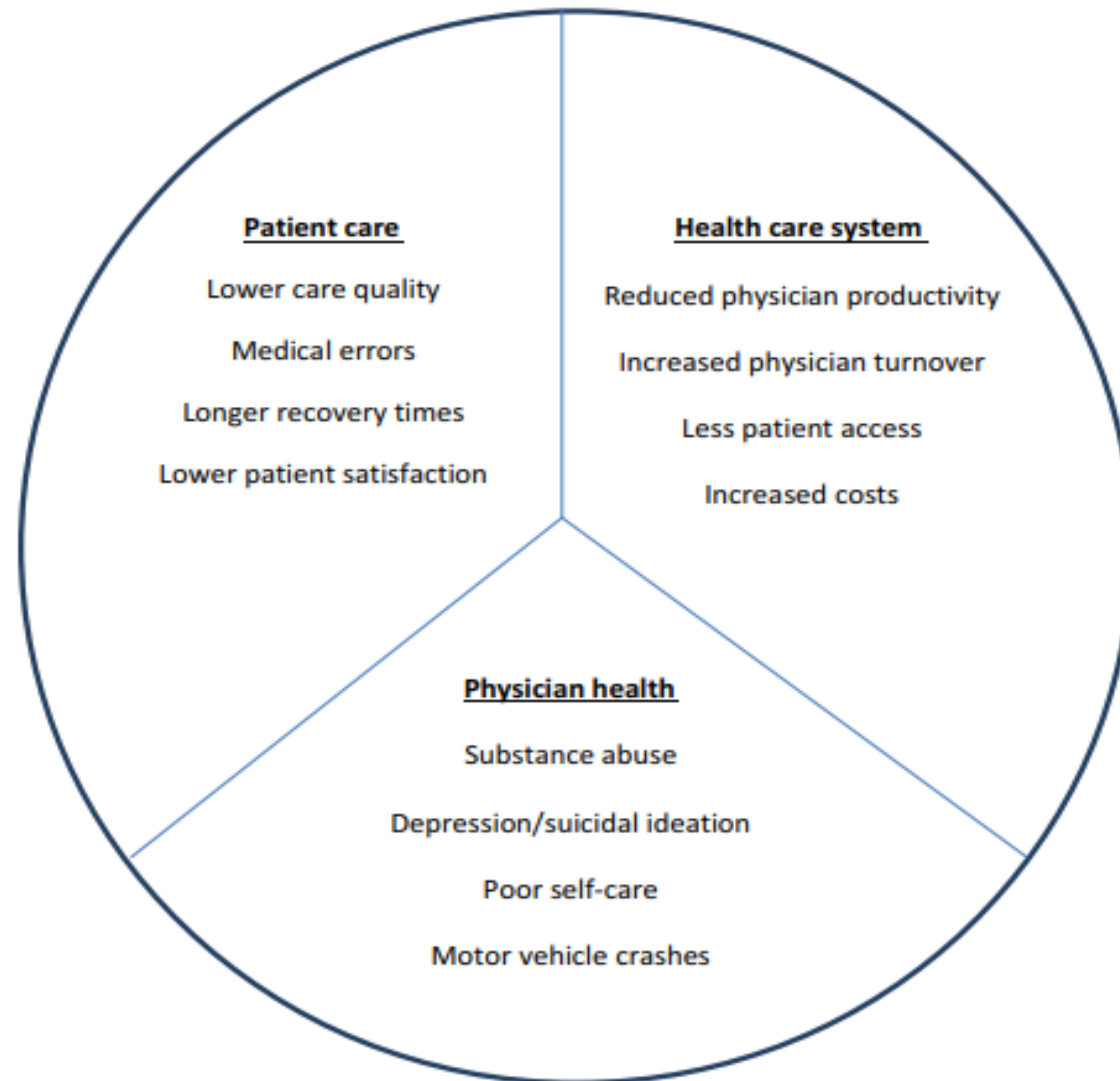 Patient care
Lower care quality
Medical errors
Longer recovery times
Lower patient satisfaction
Health care system
Reduced physician productivity
Increased physician turnover
Less patient access
Increased costs
Physician health
Substance abuse
Depression/suicidal ideation
Poor self-care
Motor vehicle crashes